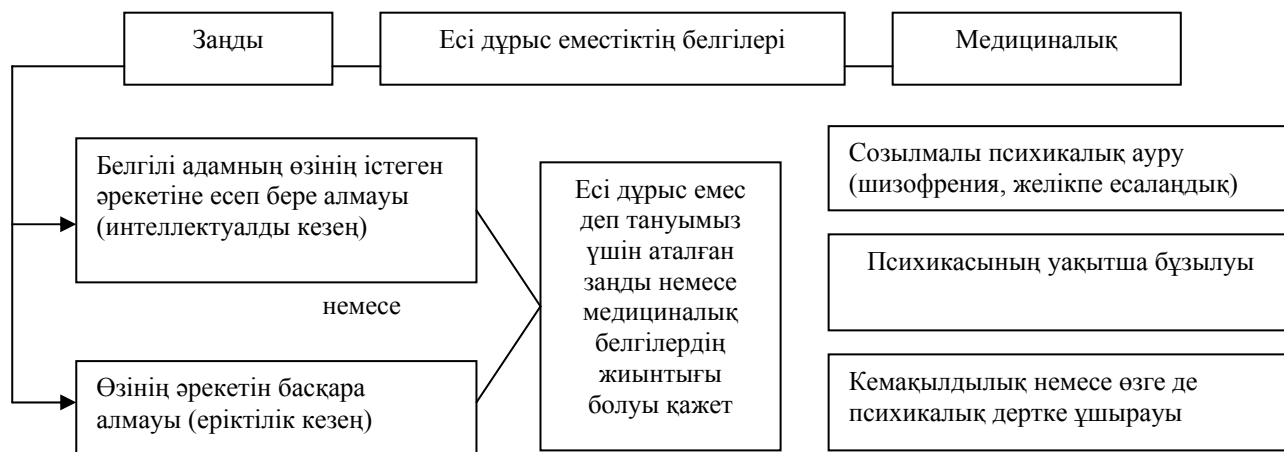 Заңды
Есі дұрыс еместіктің белгілері
Медициналық
Белгілі адамның өзінің істеген
әрекетіне есеп бере алмауы
(интеллектуалды кезең)
немесе
Өзінің әрекетін басқара
алмауы (еріктілік кезең)
Есі дұрыс емес
деп тануымыз
үшін аталған
заңды немесе
медициналық
белгілердің
жиынтығы
болуы қажет
Созылмалы психикалық ауру
(шизофрения, желікпе есалаңдық)
Психикасының уақытша бұзылуы
Кемақылдылық немесе өзге де
психикалық дертке ұшырауы